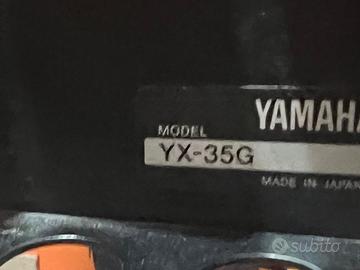 YAMAHA
MODEL
YX-35G
MADE IN JAPAN
subito